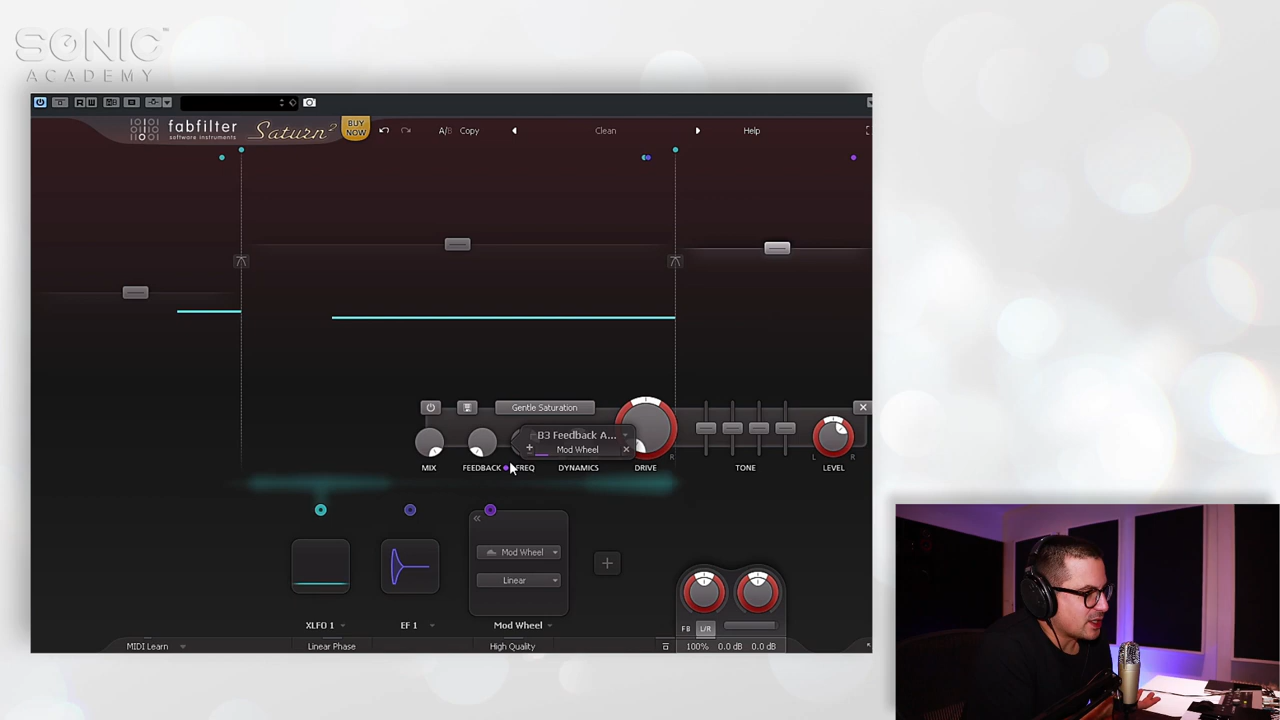 SONIC
ACADEMY
TM
fabfilter
software instruments
Saturn 2
BUY
NOW
A/B
Copy
Clean
Help
Gentle Saturation
B3 Feedback A...
Mod Wheel
MIX
FEEDBACK
FREQ
DYNAMICS
DRIVE
R
TONE
L
R
LEVEL
Mod Wheel
Linear
XLFO 1
EF 1
Mod Wheel
FB
L/R
MIDI Learn
Linear Phase
High Quality
100%
0.0 dB
0.0 dB